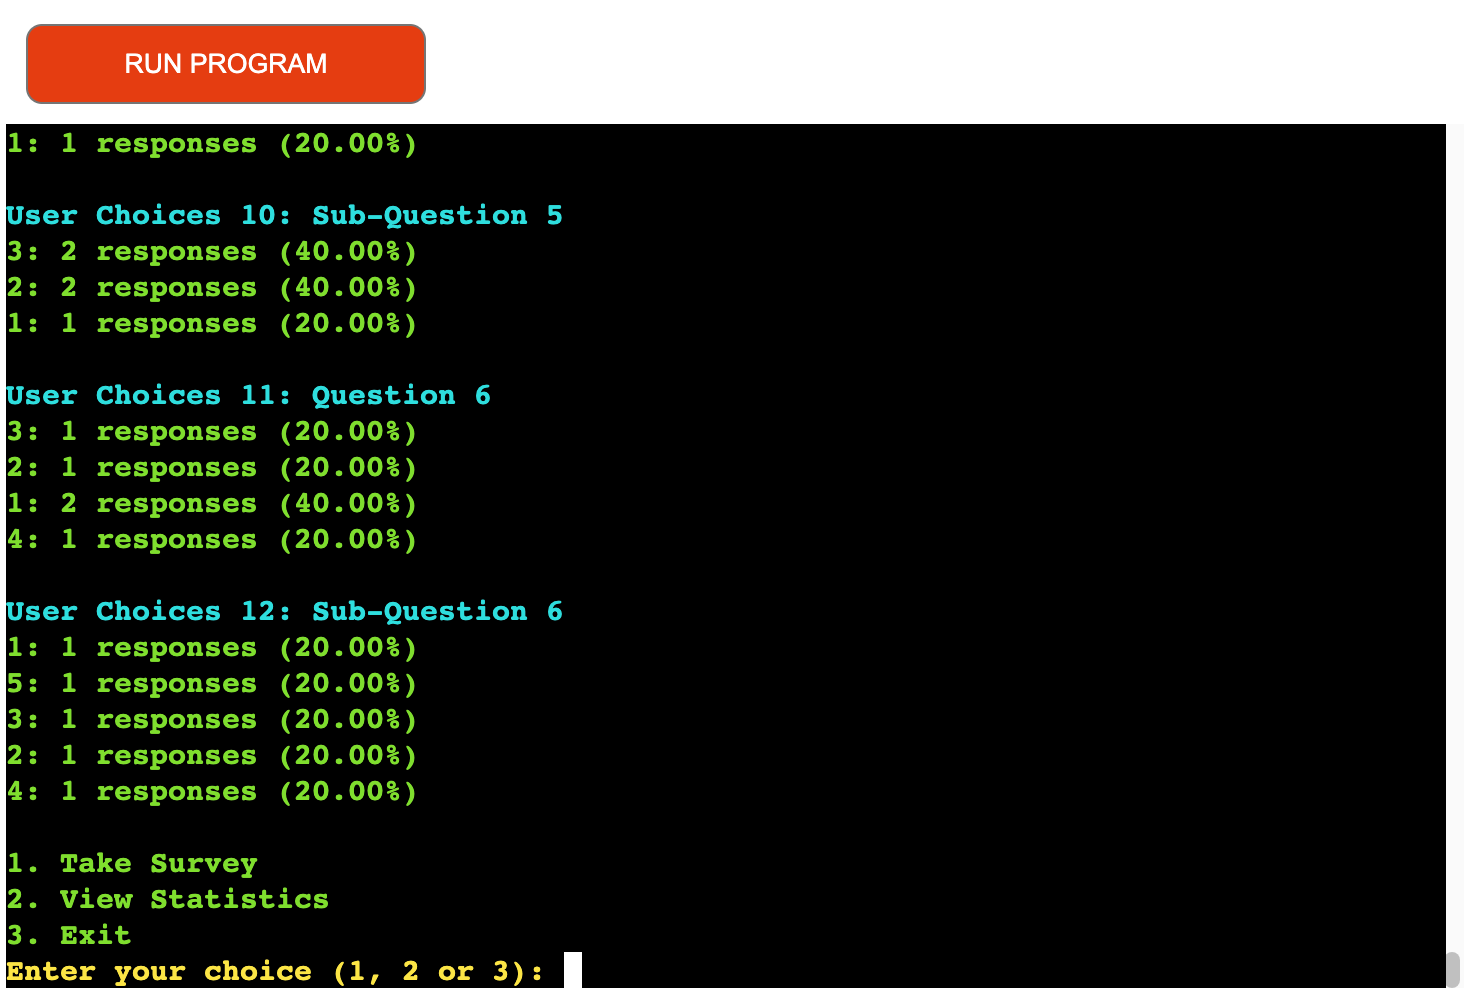 RUN PROGRAM
1: 1 responses (20.00%)
User Choices 10: Sub-Question 5
3: 2 responses (40.00%)
2: 2 responses (40.00%)
1: 1 responses (20.00%)
User Choices 11: Question 6
3: 1 responses (20.00%)
2: 1 responses (20.00%)
1: 2 responses (40.00%)
4: 1 responses (20.00%)
User Choices 12: Sub-Question 6
1: 1 responses (20.00%)
5: 1 responses (20.00%)
3: 1 responses (20.00%)
2: 1 responses (20.00%)
4: 1 responses (20.00%)
1. Take Survey
2. View Statistics
3. Exit
Enter your choice (1, 2 or 3):